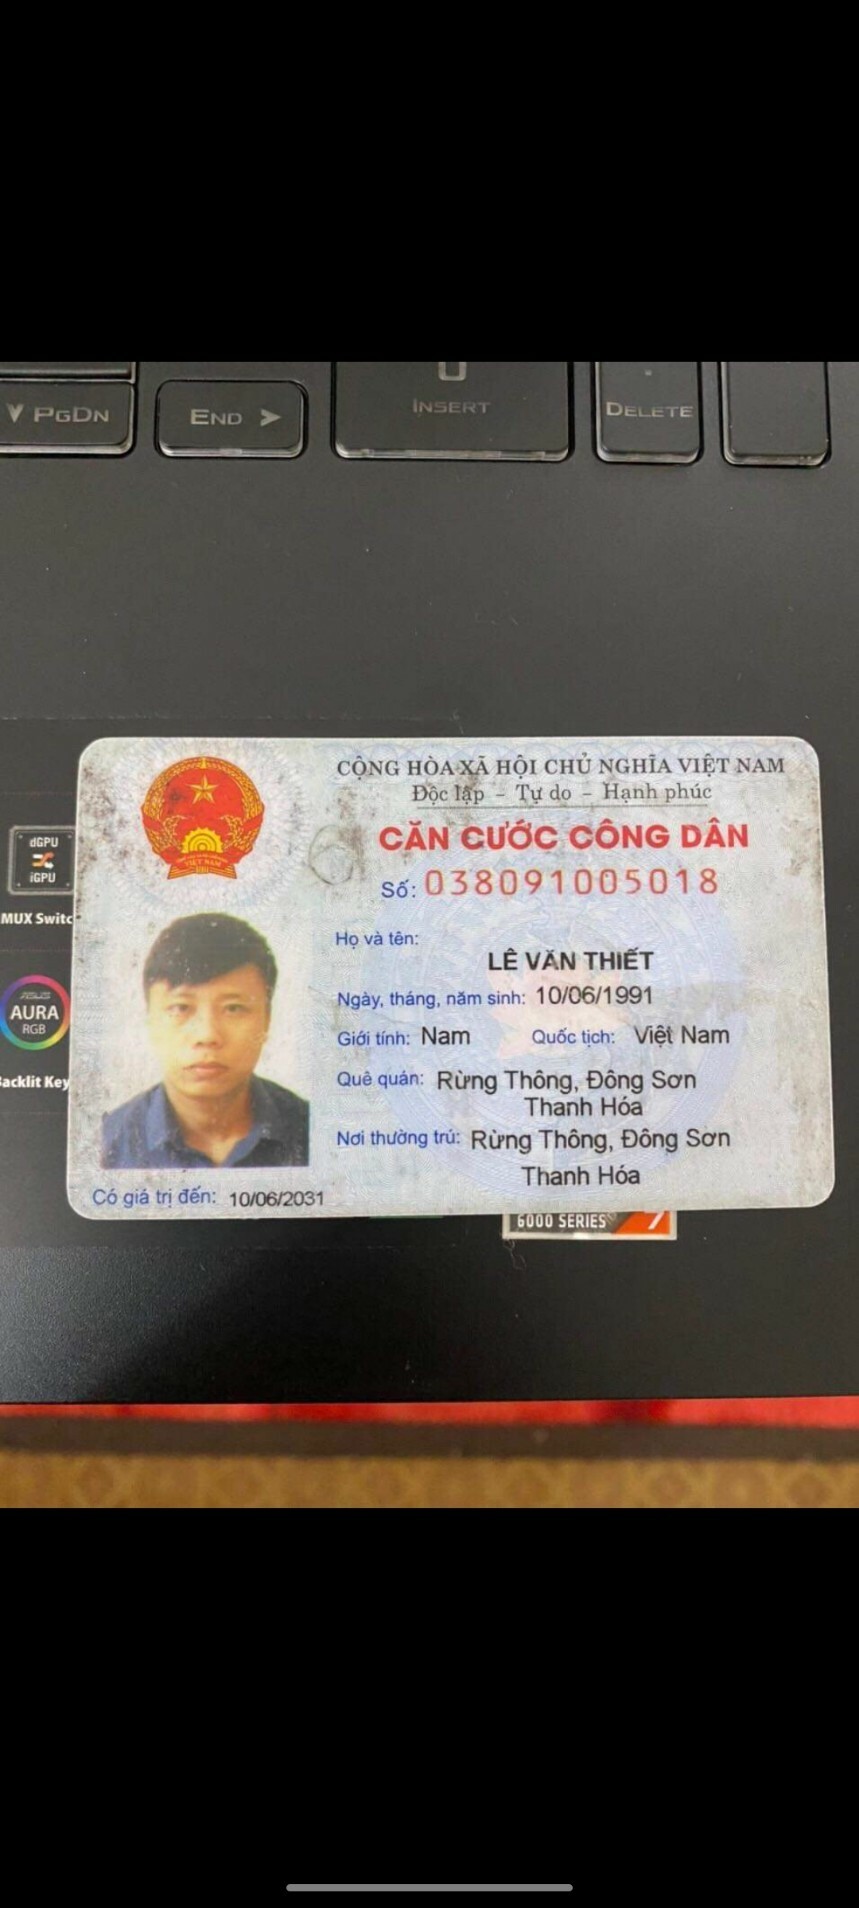 PGDN
END
INSERT
DELETE
dGPU
iGPU
MUX Switc
AURA
RGB
Backlit Key
CỘNG HÒA XÃ HỘI CHỦ NGHĨA VIỆT NAM
Độc lập - Tự do - Hạnh phúc
CĂN CƯỚC CÔNG DÂN
Số: 038091005018
VIỆT NAM
Họ và tên:
LÊ VĂN THIẾT
Ngày, tháng, năm sinh: 10/06/1991
Giới tính: Nam Quốc tịch: Việt Nam
Quê quán: Rừng Thông, Đông Sơn
Thanh Hóa
Nơi thường trú: Rừng Thông, Đông Sơn
Thanh Hóa
Có giá trị đến: 10/06/2031
6000 SERIES 7